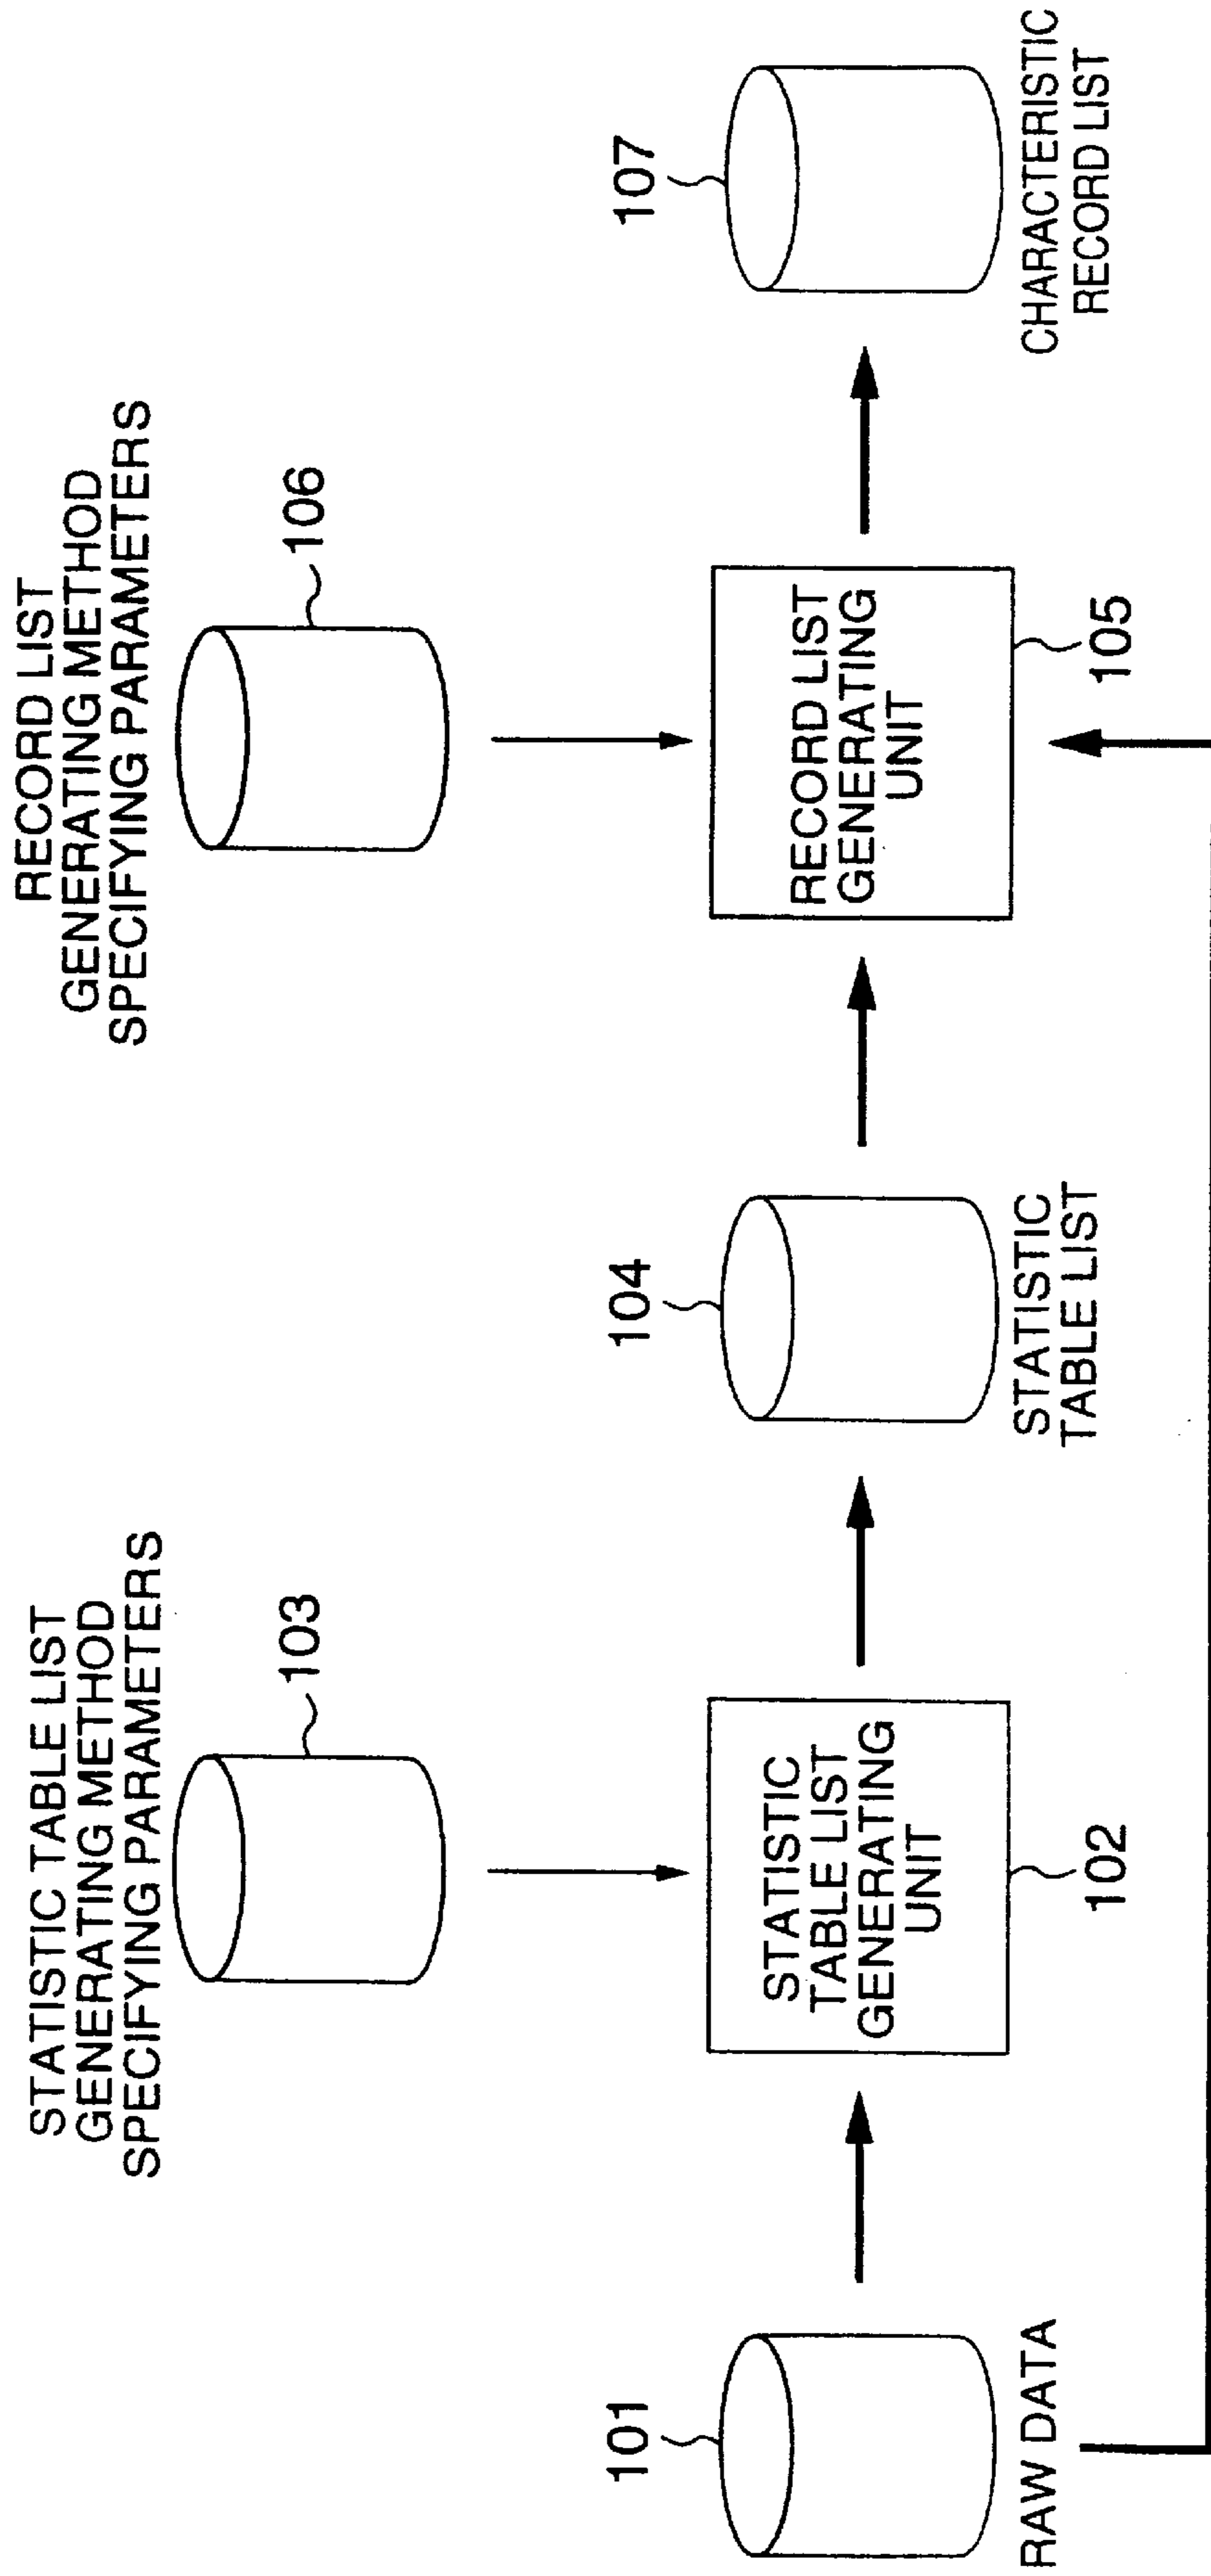 STATISTIC TABLE LIST
GENERATING METHOD
SPECIFYING PARAMETERS
103
RECORD LIST
GENERATING METHOD
SPECIFYING PARAMETERS
106
101
RAW DATA
STATISTIC
TABLE LIST
GENERATING
UNIT
102
104
STATISTIC
TABLE LIST
RECORD LIST
GENERATING
UNIT
105
107
CHARACTERISTIC
RECORD LIST